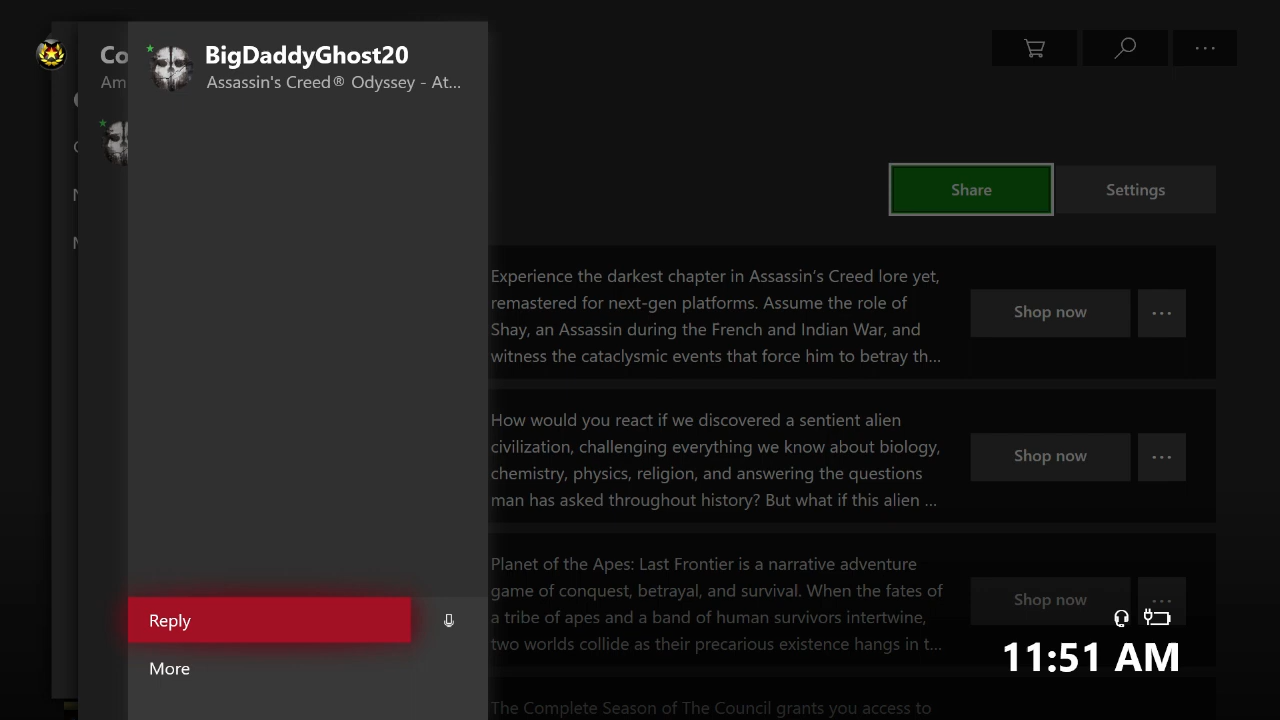 Co
Am
BigDaddyGhost20
Assassin's Creed® Odyssey - At...
Reply
More
Share
Settings
Experience the darkest chapter in Assassin's Creed lore yet,
remastered for next-gen platforms. Assume the role of
Shay, an Assassin during the French and Indian War, and
witness the cataclysmic events that force him to betray th...
Shop now
How would you react if we discovered a sentient alien
civilization, challenging everything we know about biology,
chemistry, physics, religion, and answering the questions
man has asked throughout history? But what if this alien ...
Shop now
Planet of the Apes: Last Frontier is a narrative adventure
game of conquest, betrayal, and survival. When the fates of
a tribe of apes and a band of human survivors intertwine,
two worlds collide as their precarious existence hangs in t...
Shop now
11:51 AM
The Complete Season of The Council grants you access to